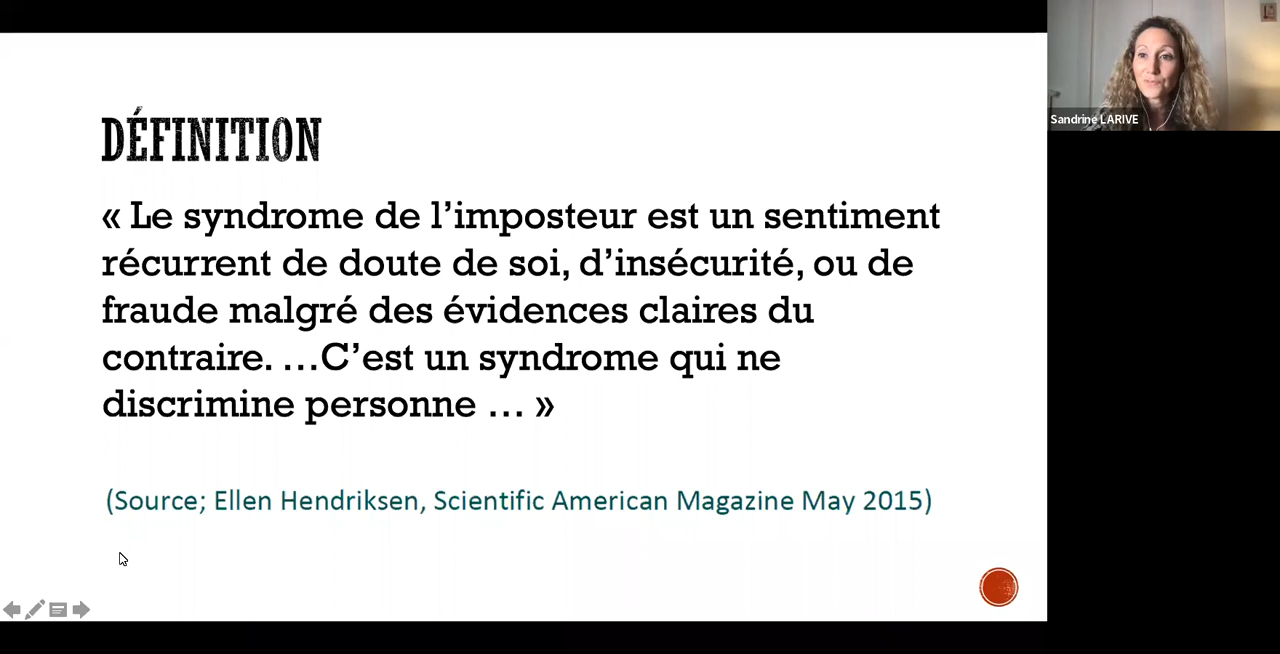 DÉFINITION
« Le syndrome de l’imposteur est un sentiment
récurrent de doute de soi, d’insécurité, ou de
fraude malgré des évidences claires du
contraire. …C’est un syndrome qui ne
discrimine personne … »
(Source; Ellen Hendriksen, Scientific American Magazine May 2015)
Sandrine LARIVE